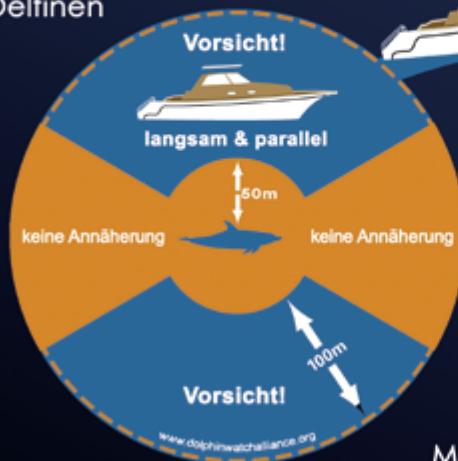 Delfinen
Vorsicht!
langsam & parallel
50m
keine Annäherung
keine Annäherung
100m
Vorsicht!
www.dolphinwatchalliance.org
M